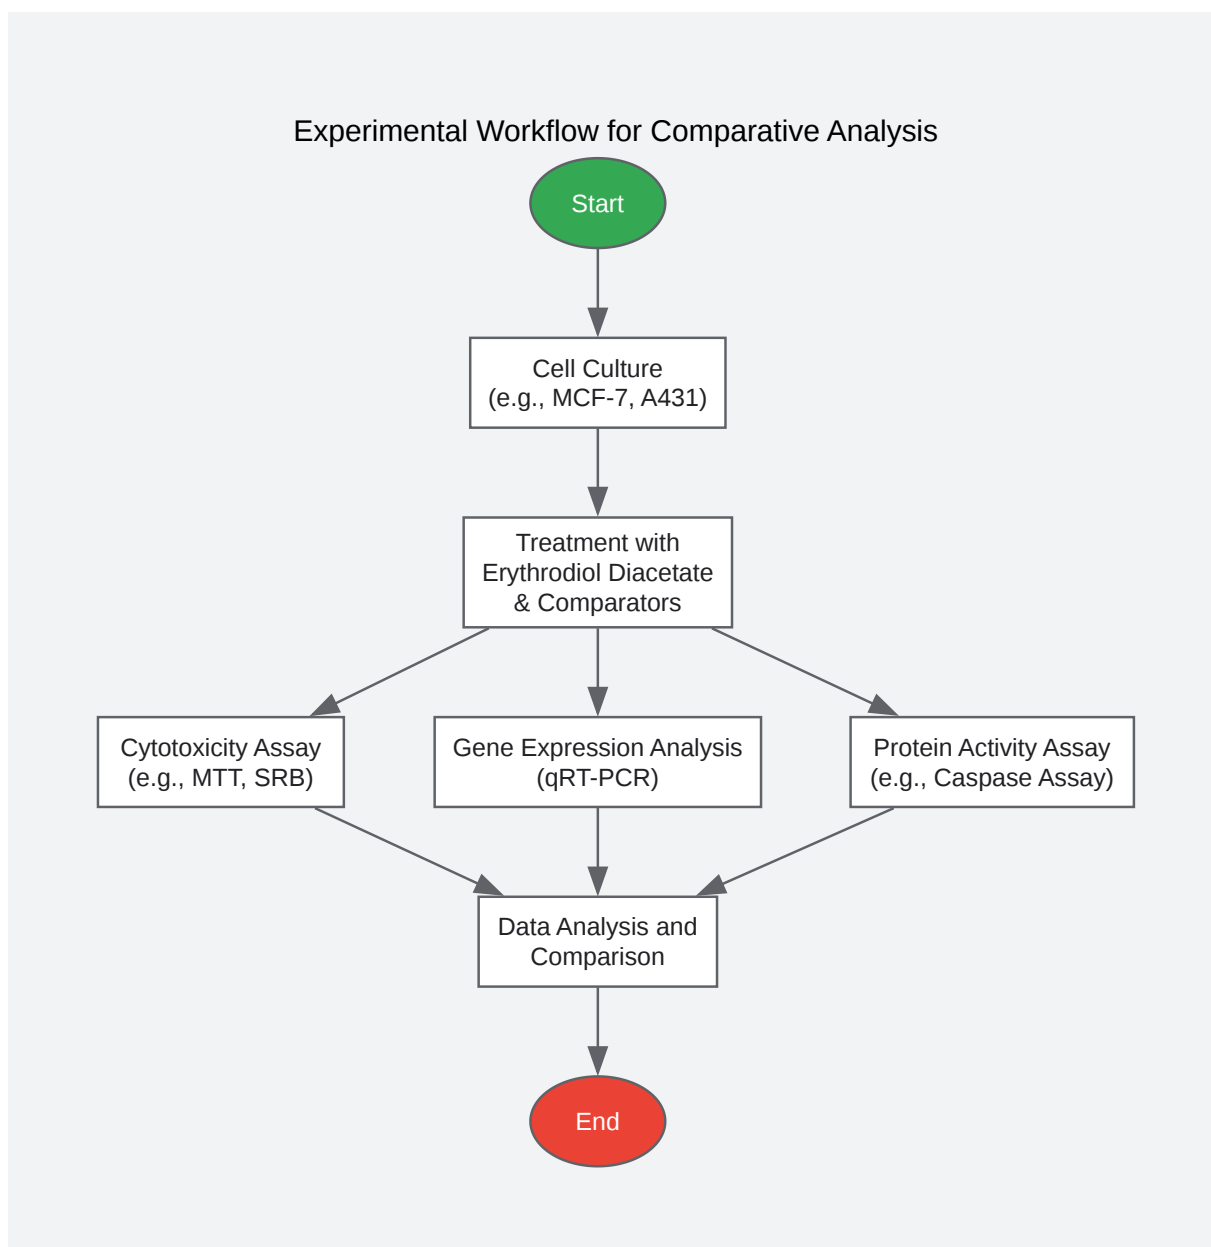 Experimental Workflow for Comparative Analysis
Start
Cell Culture
(e.g., MCF-7, A431)
Treatment with
Erythrodiol Diacetate
& Comparators
Cytotoxicity Assay
(e.g., MTT, SRB)
Gene Expression Analysis
(qRT-PCR)
Protein Activity Assay
(e.g., Caspase Assay)
Data Analysis and
Comparison
End